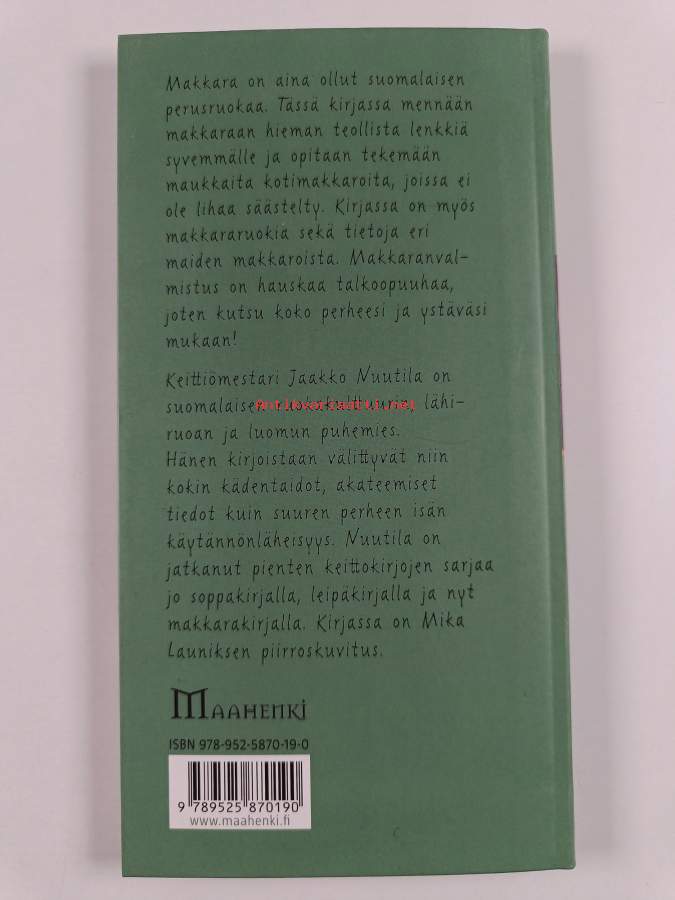 Makkara on aina ollut suomalaisen
perusruokaa. Tässä kirjassa mennään
makkaraan hieman teollista lenkkiä
syvemmälle ja opitaan tekemään
maukkaita kotimakkaroita, joissa ei
ole lihaa säästelty. Kirjassa on myös
makkararuokia sekä tietoja eri
maiden makkaroista. Makkaranval-
mistus on hauskaa talkoopuuhaa,
joten kutsu koko perheesi ja ystäväsi
mukaan!
Keittiömestari Jaakko Nuutila on
suomalaisen ruokakulttuurin, lähi-
Antikvariaatti.net
ruoan ja luomun puhemies.
Hänen kirjoistaan välittyvät niin
kokin kädentaidot, akateemiset
tiedot kuin suuren perheen isän
käytännönläheisyys. Nuutila on
jatkanut pienten keittokirjojen sarjaa
jo soppakirjalla, leipäkirjalla ja nyt
makkarakirjalla. Kirjassa on Mika
Launiksen piirroskuvitus.
MAAHENKI
ISBN 978-952-5870-19-0
9 789525 870190
www.maahenki.fi